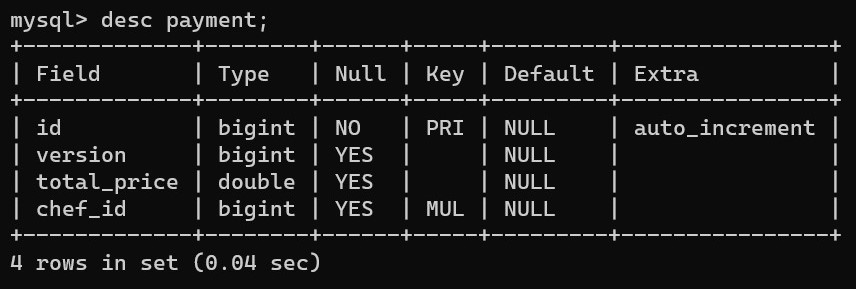 mysql> desc payment;
+-------------+--------+------+-----+---------+----------------+
| Field       | Type   | Null | Key | Default | Extra          |
+-------------+--------+------+-----+---------+----------------+
| id          | bigint | NO   | PRI | NULL    | auto_increment |
| version     | bigint | YES  |     | NULL    |                |
| total_price | double | YES  |     | NULL    |                |
| chef_id     | bigint | YES  | MUL | NULL    |                |
+-------------+--------+------+-----+---------+----------------+
4 rows in set (0.04 sec)